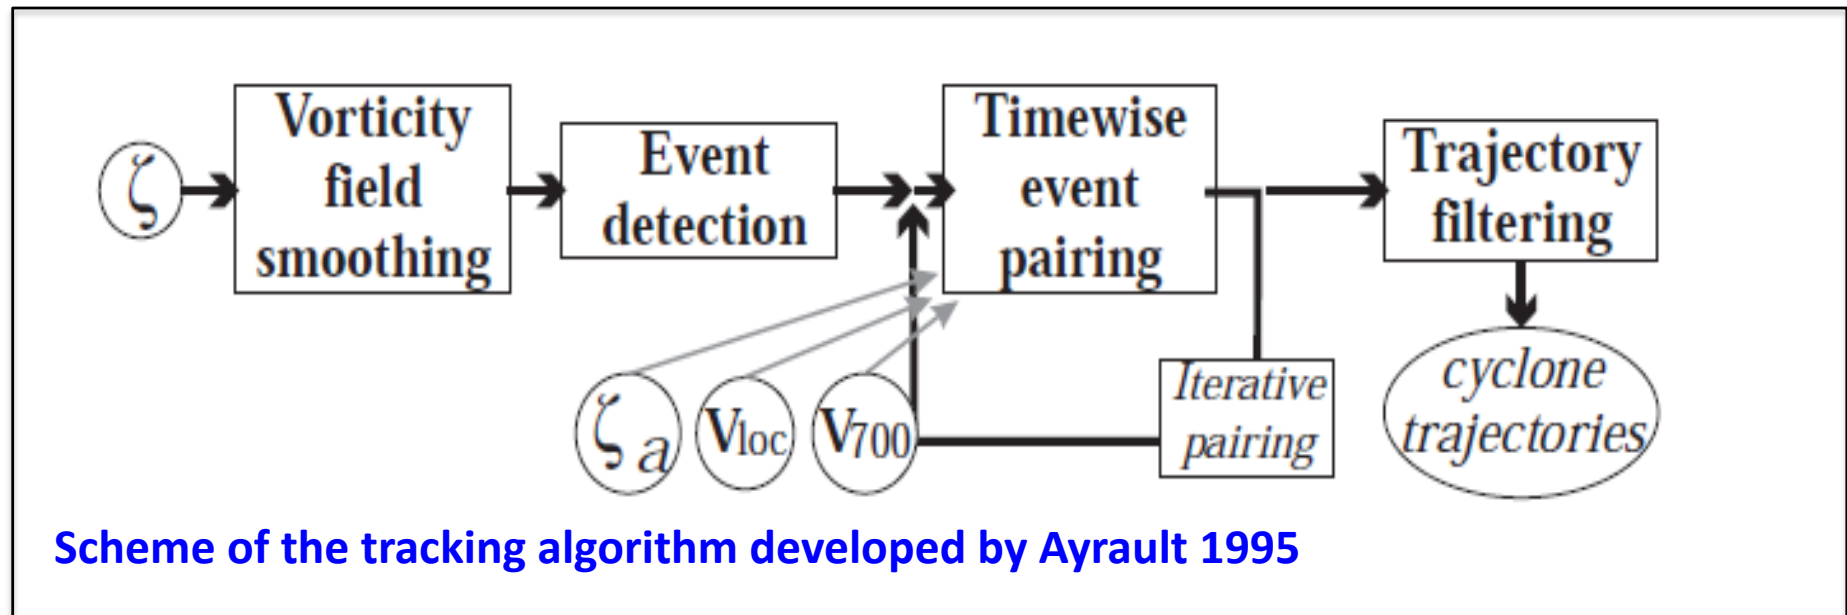 ζ
Vorticity
field
smoothing
Event
detection
Timewise
event
pairing
Trajectory
filtering
ζa
Vloc
V700
Iterative
pairing
cyclone
trajectories
Scheme of the tracking algorithm developed by Ayrault 1995